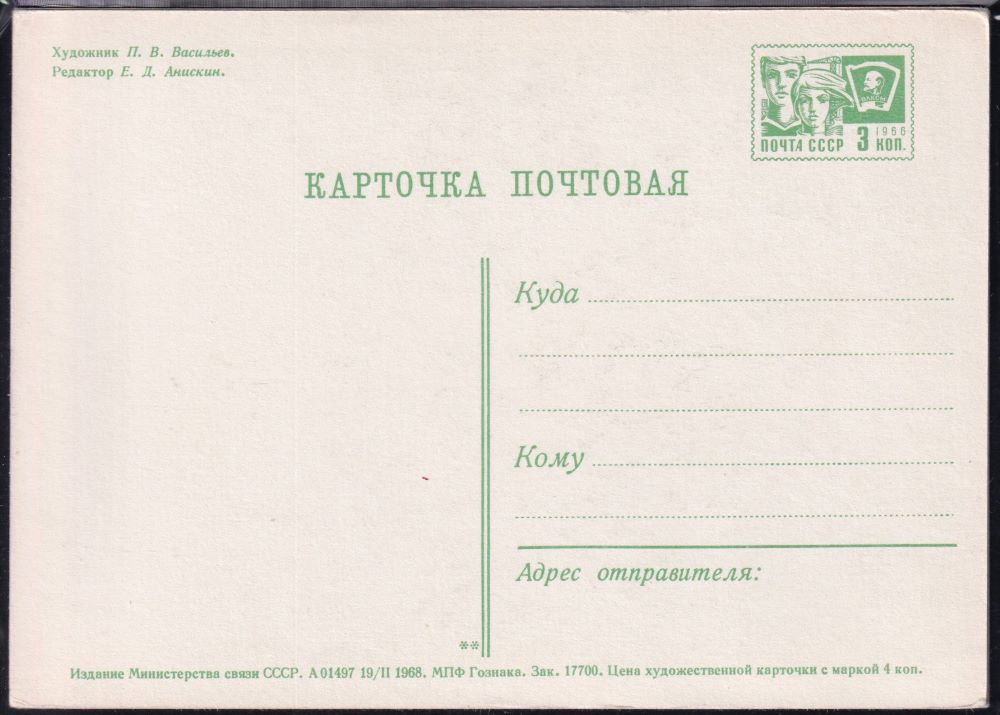 Художник П. В. Васильев.
Редактор Е. Д. Анискин.
ВЛКСМ
1966
ПОЧТА СССР 3 КОП.
КАРТОЧКА ПОЧТОВАЯ
Куда
Кому
Адрес отправителя:
**
Издание Министерства связи СССР. А 01497 19/II 1968. МПФ Гознака. Зак. 17700. Цена художественной карточки с маркой 4 коп.